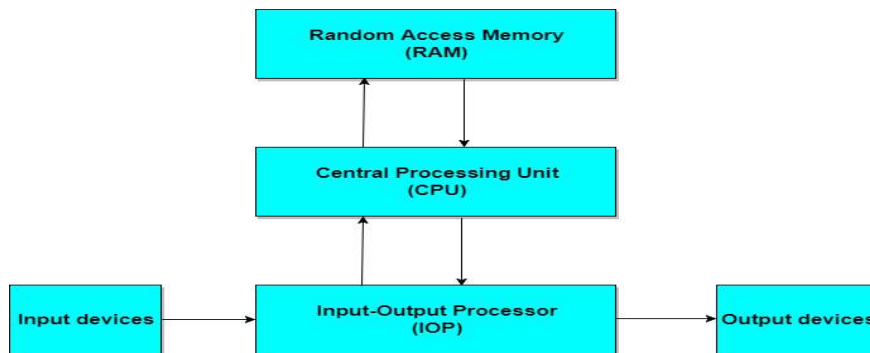 Random Access Memory
(RAM)
Central Processing Unit
(CPU)
Input devices
Input-Output Processor
(IOP)
Output devices